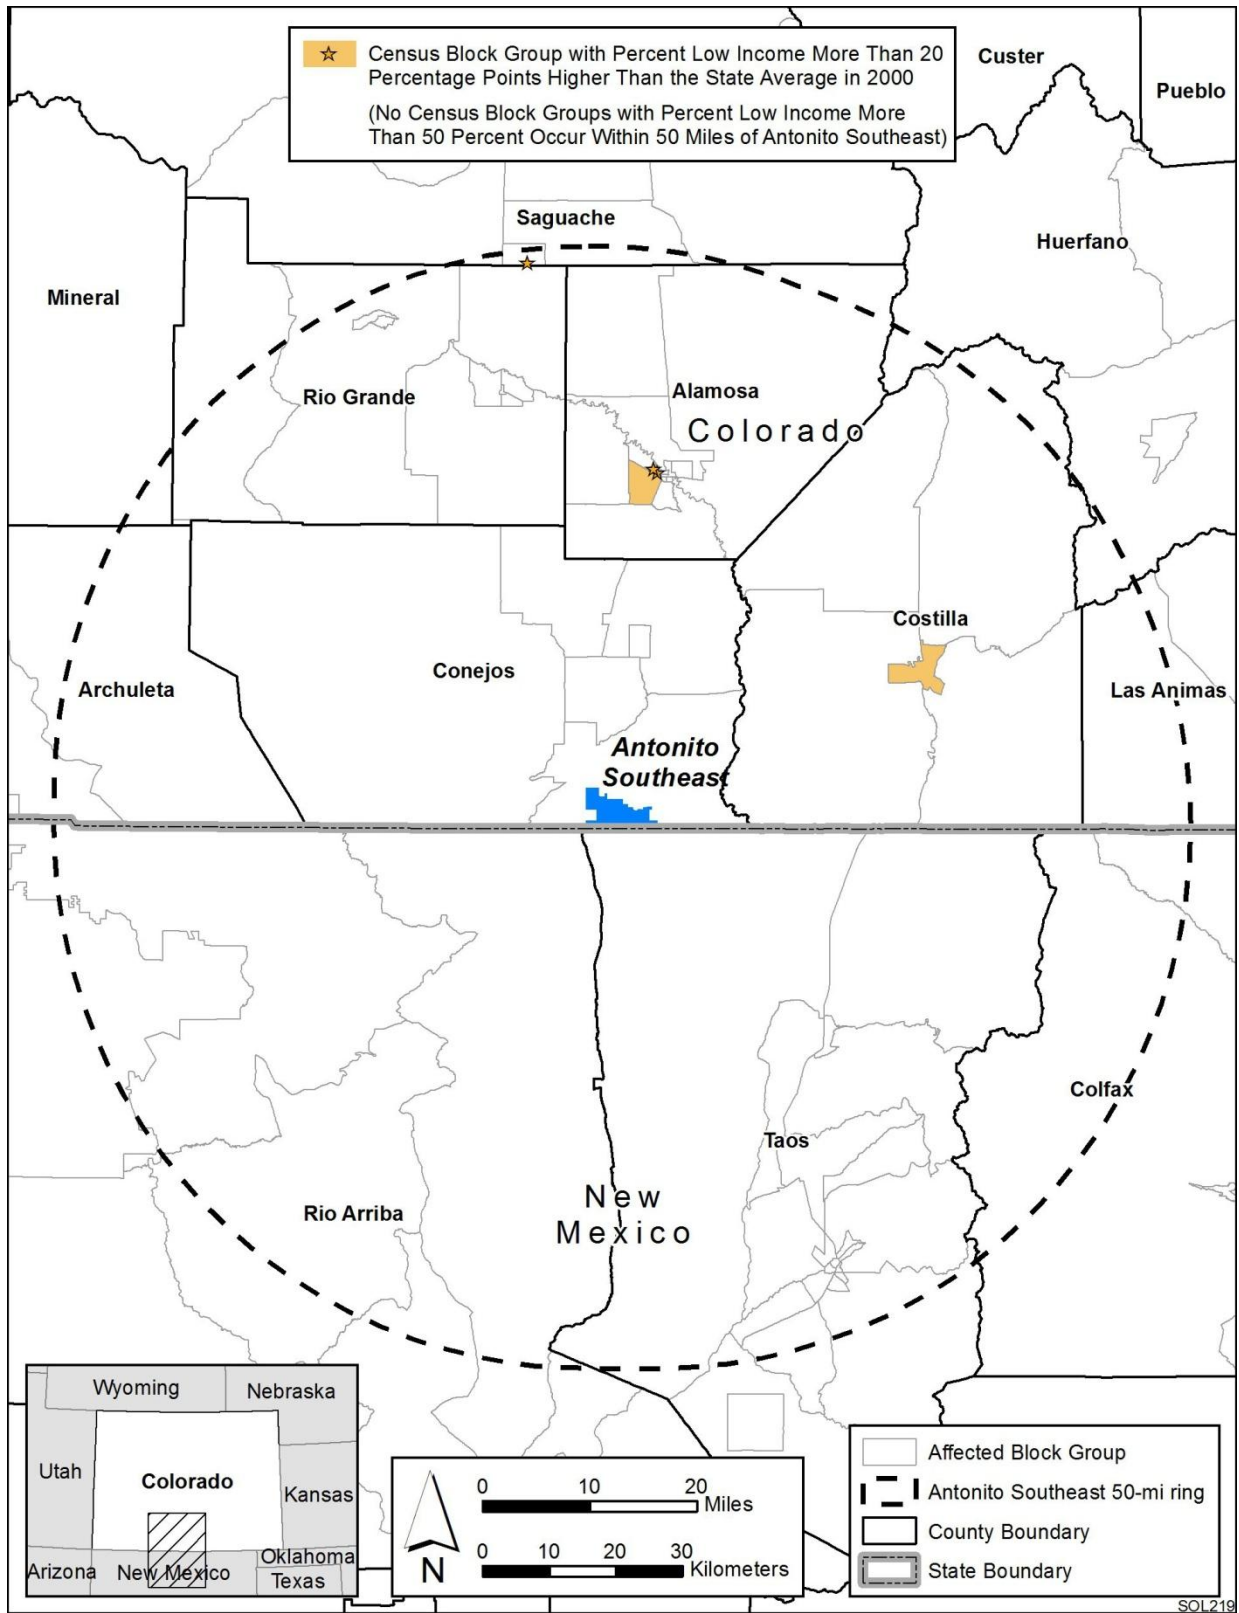 Census Block Group with Percent Low Income More Than 20
Percentage Points Higher Than the State Average in 2000
(No Census Block Groups with Percent Low Income More
Than 50 Percent Occur Within 50 Miles of Antonito Southeast)
Custer
Pueblo
Saguache
Huerfano
Mineral
Rio Grande
Alamosa
Colorado
Costilla
Conejos
Archuleta
Las Animas
Antonito
Southeast
Colfax
Taos
New
Mexico
Rio Arriba
Wyoming
Nebraska
Utah
Colorado
Kansas
Arizona
New Mexico
Oklahoma
Texas
N
0 10 20
Miles
0 10 20 30
Kilometers
Affected Block Group
Antonito Southeast 50-mi ring
County Boundary
State Boundary
SOL219